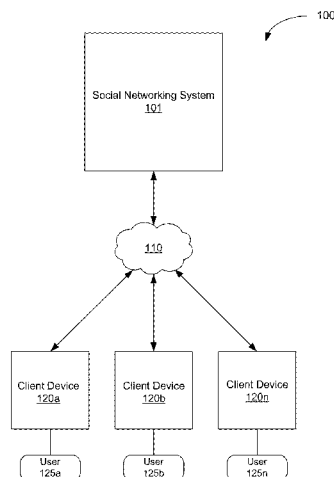 100
Social Networking System
101
110
Client Device
120a
Client Device
120b
Client Device
120n
User
125a
User
125b
User
125n